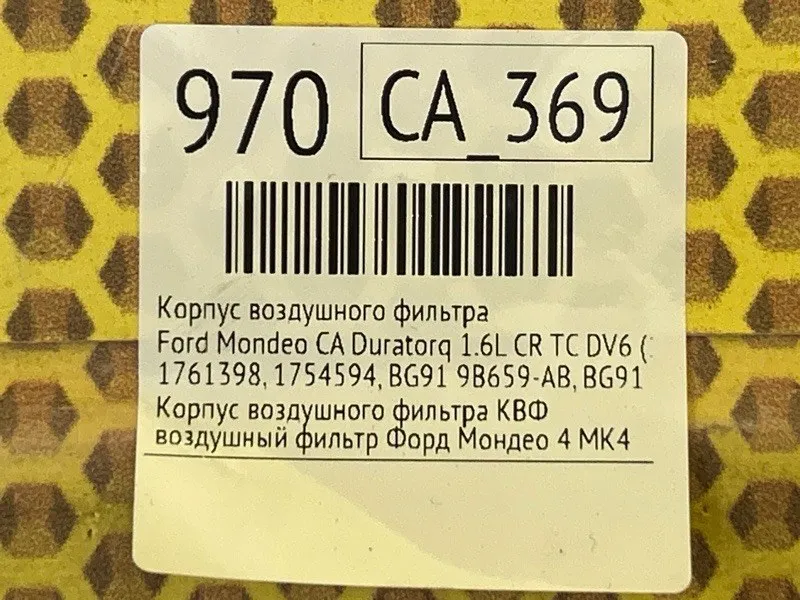 970 CA_369
Корпус воздушного фильтра
Ford Mondeo CA Duratorq 1.6L CR TC DV6 (
1761398, 1754594, BG91 9B659-AB, BG91
Корпус воздушного фильтра КВФ
воздушный фильтр Форд Мондео 4 МК4